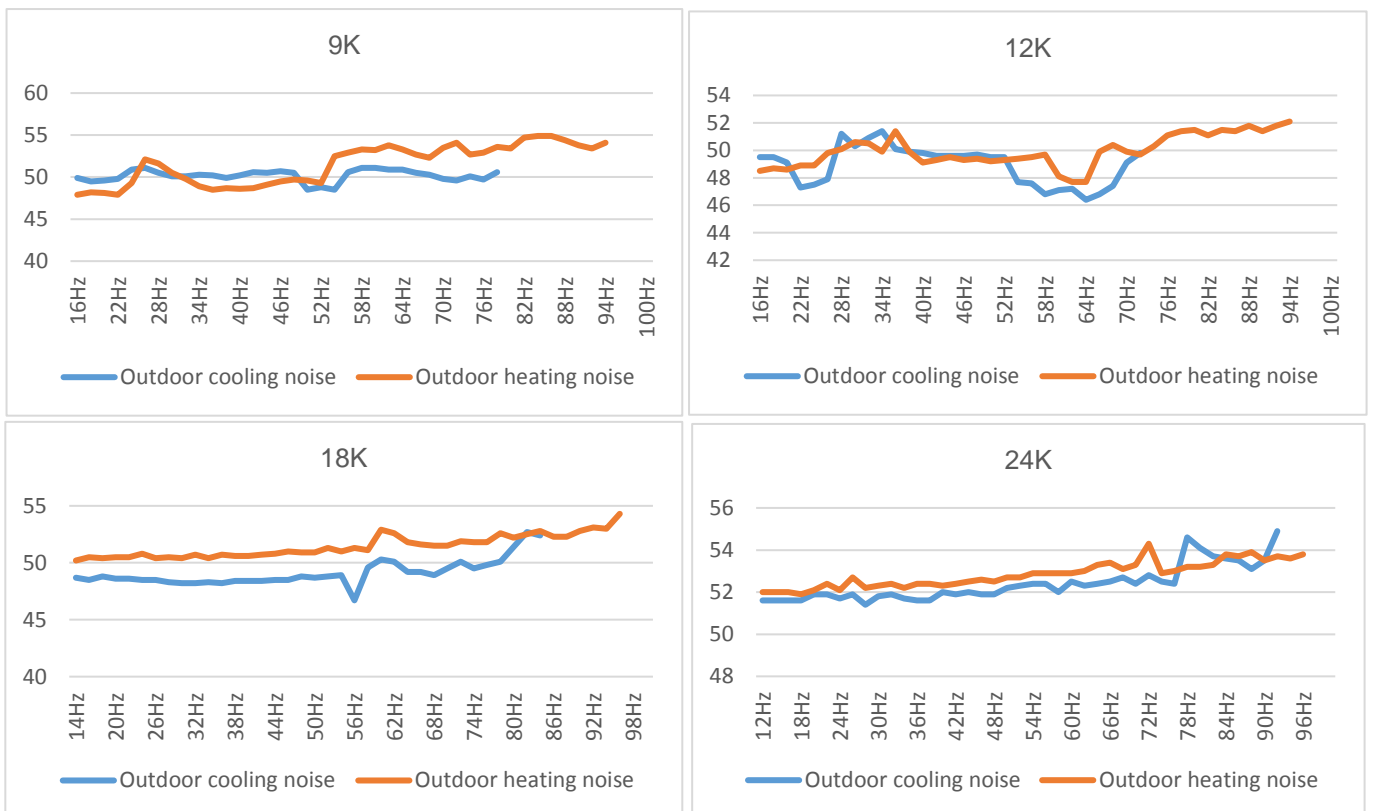 9K
60
55
50
45
40
16Hz 22Hz 28Hz 34Hz 40Hz 46Hz 52Hz 58Hz 64Hz 70Hz 76Hz 82Hz 88Hz 94Hz 100Hz
Outdoor cooling noise Outdoor heating noise
12K
54
52
50
48
46
44
42
16Hz 22Hz 28Hz 34Hz 40Hz 46Hz 52Hz 58Hz 64Hz 70Hz 76Hz 82Hz 88Hz 94Hz 100Hz
Outdoor cooling noise Outdoor heating noise
18K
55
50
45
40
14Hz 20Hz 26Hz 32Hz 38Hz 44Hz 50Hz 56Hz 62Hz 68Hz 74Hz 80Hz 86Hz 92Hz 98Hz
Outdoor cooling noise Outdoor heating noise
24K
56
54
52
50
48
12Hz 18Hz 24Hz 30Hz 36Hz 42Hz 48Hz 54Hz 60Hz 66Hz 72Hz 78Hz 84Hz 90Hz 96Hz
Outdoor cooling noise Outdoor heating noise